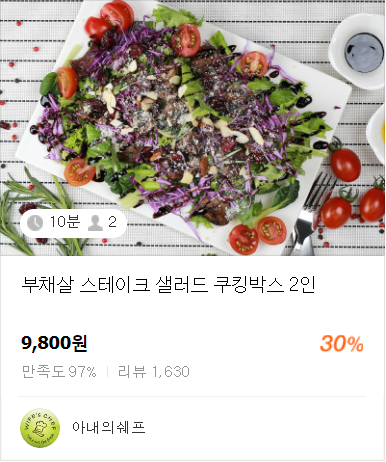 10분 2
부채살 스테이크 샐러드 쿠킹박스 2인
9,800원 30%
만족도 97% | 리뷰 1,630
WIFE'S CHEF
아내의쉐프